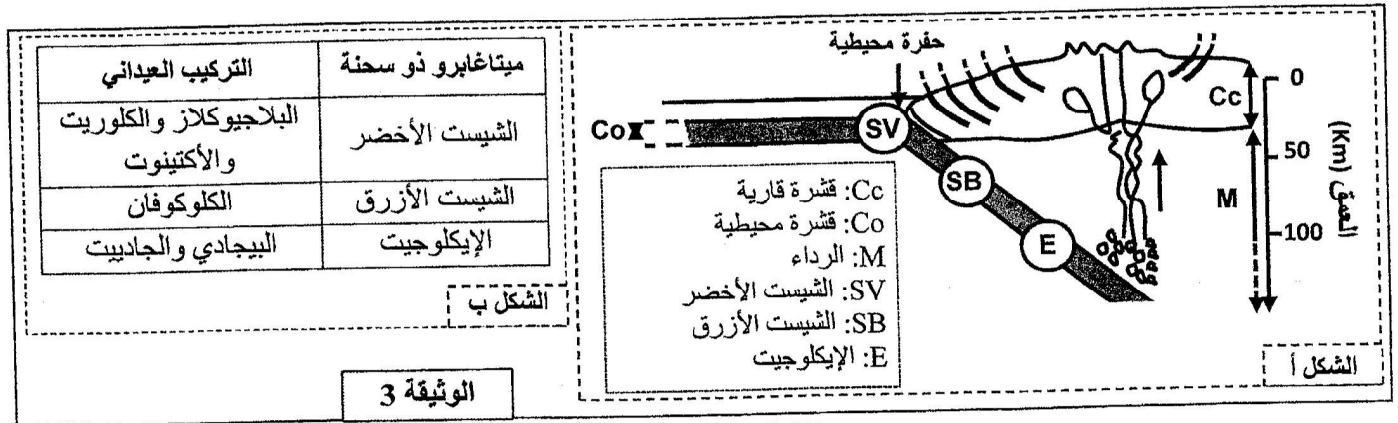 حفرة محيطية
0
50
100
العمق (Km)
Cc
M
Co
SV
SB
E
Cc: قشرة قارية
Co: قشرة محيطية
M: الرداء
SV: الشيست الأخضر
SB: الشيست الأزرق
E: الإيكلوجيت
الشكل أ
ميتاغابرو ذو سحنة
التركيب العيداني
الشيست الأخضر
البلاجيوكلاز والكلوريت
والأكتينوت
الشيست الأزرق
الكلوكوفان
الإيكلوجيت
البيجادي والجادييت
الشكل ب
الوثيقة 3